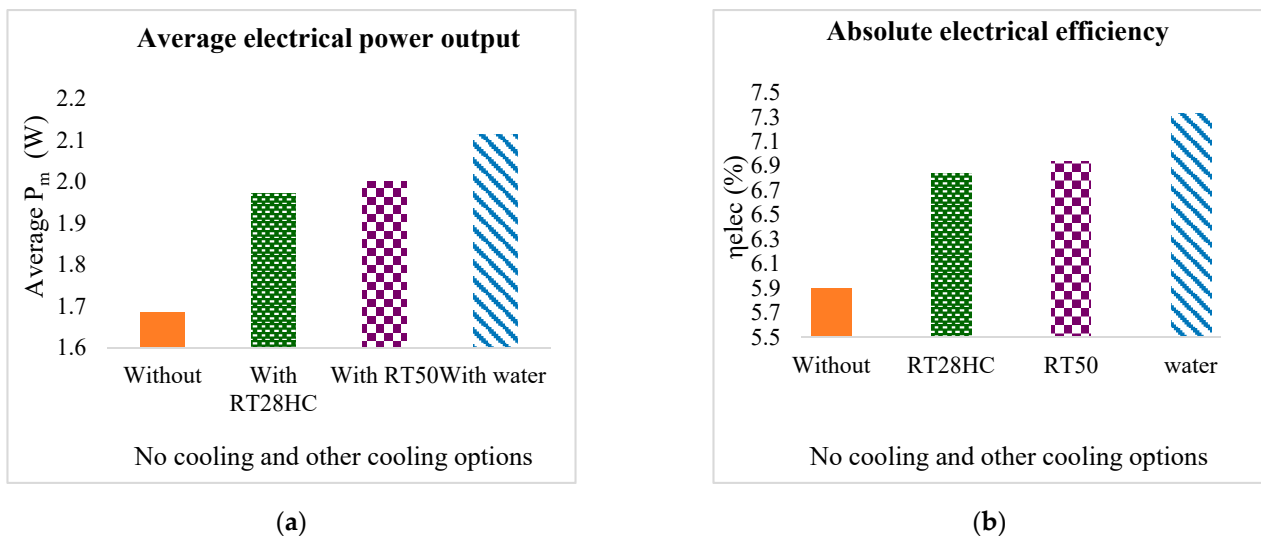 Average electrical power output
Average Pm (W)
2.2
2.1
2.0
1.9
1.8
1.7
1.6
Without
With RT28HC
With RT50
With water
No cooling and other cooling options
(a)
Absolute electrical efficiency
ηelec (%)
7.5
7.3
7.1
6.9
6.7
6.5
6.3
6.1
5.9
5.7
5.5
Without
RT28HC
RT50
water
No cooling and other cooling options
(b)